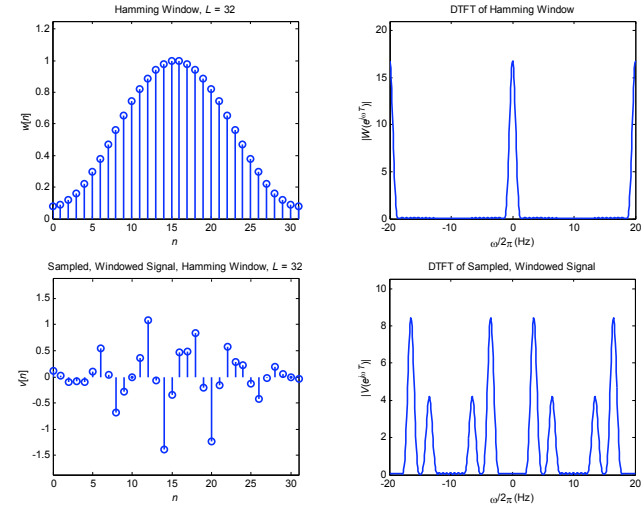 Hamming Window, L = 32
w[n]
1.2
1
0.8
0.6
0.4
0.2
0
0 5 10 15 20 25 30
n
DTFT of Hamming Window
|W(e^{jωT})|
20
15
10
5
0
-20 -10 0 10 20
ω/2π (Hz)
Sampled, Windowed Signal, Hamming Window, L = 32
v[n]
1.5
1
0.5
0
-0.5
-1
-1.5
0 5 10 15 20 25 30
n
DTFT of Sampled, Windowed Signal
|V(e^{jωT})|
10
8
6
4
2
0
-20 -10 0 10 20
ω/2π (Hz)